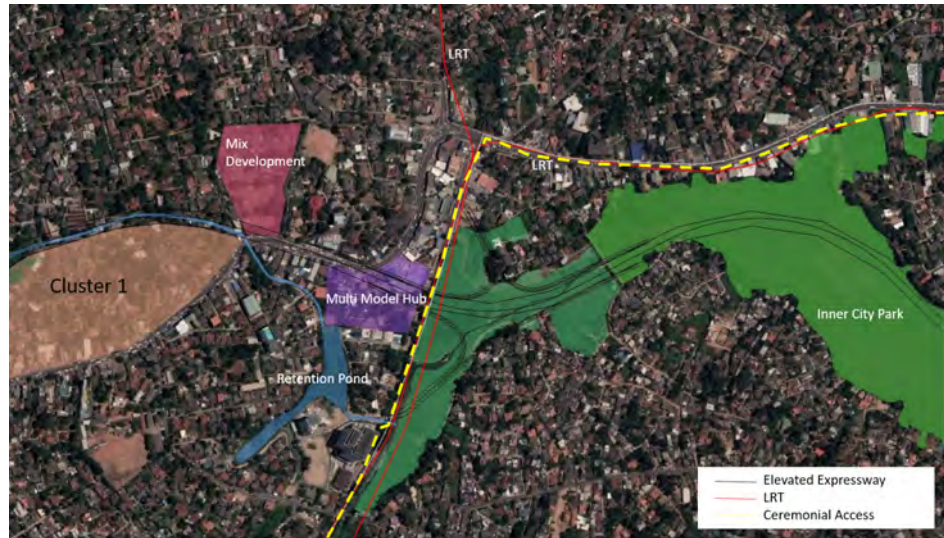 LRT
Mix
Development
LRT
Cluster 1
Multi Model Hub
Inner City Park
Retention Pond
Elevated Expressway
LRT
Ceremonial Access